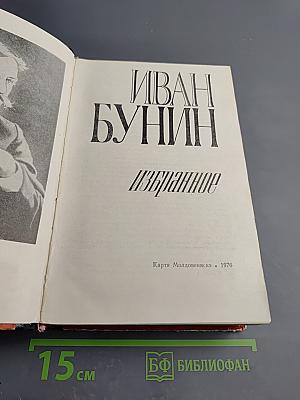 ИВАН
БУНИН
избранное
Картя Молдовеняскэ • 1976
15 см
БФ БИБЛИОФАН